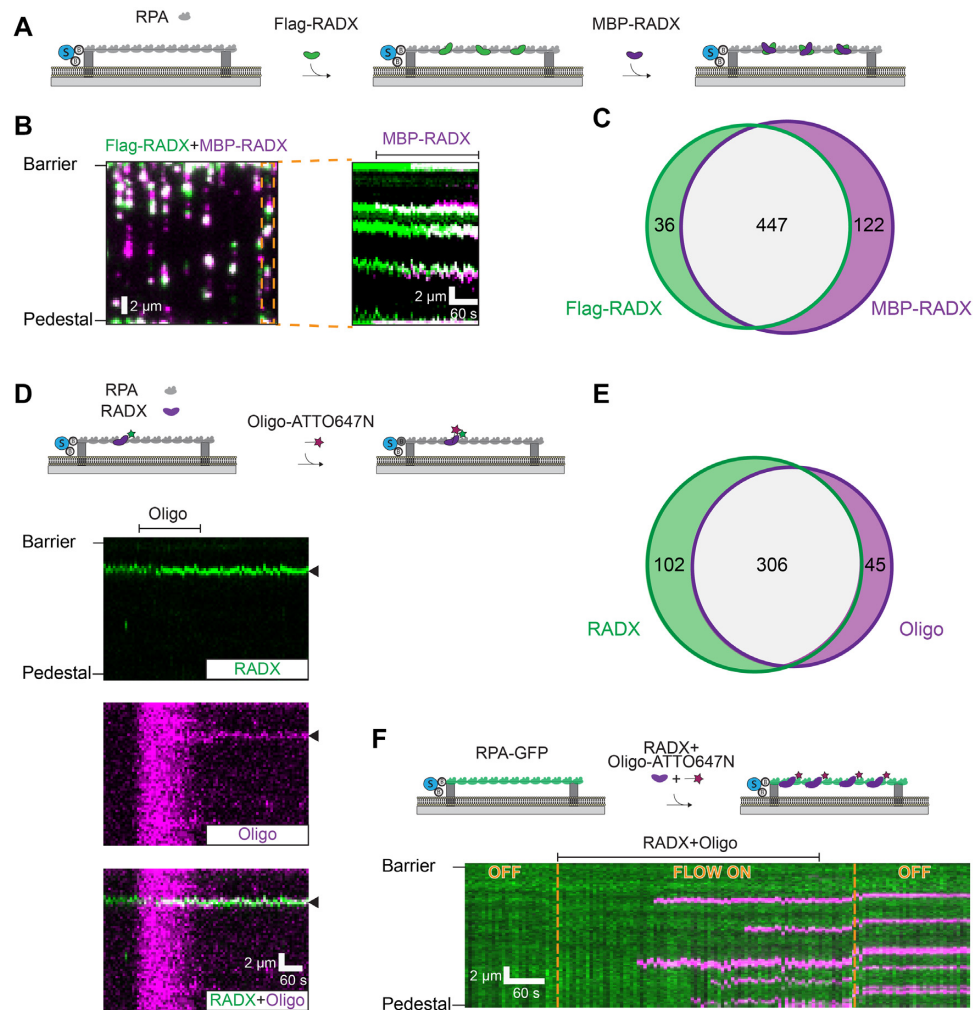 A
RPA
Flag-RADX
MBP-RADX
S
B
B
S
B
B
S
B
B
B
Flag-RADX+MBP-RADX
MBP-RADX
Barrier
Pedestal
2 µm
2 µm
60 s
C
36
447
122
Flag-RADX
MBP-RADX
D
RPA
RADX
Oligo-ATTO647N
S
B
B
S
B
B
Oligo
Barrier
Pedestal
RADX
Oligo
2 µm
60 s
RADX+Oligo
E
102
306
45
RADX
Oligo
F
RPA-GFP
RADX+
Oligo-ATTO647N
+
S
B
B
S
B
B
RADX+Oligo
Barrier
OFF
FLOW ON
OFF
2 µm
60 s
Pedestal